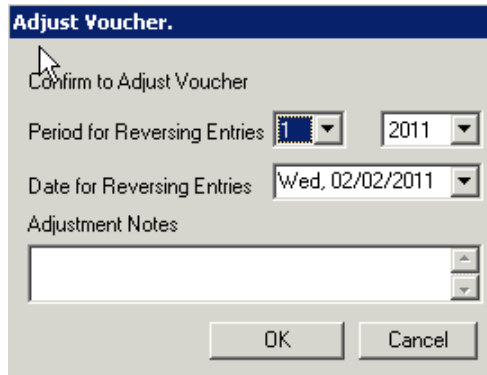 Adjust Voucher.
Confirm to Adjust Voucher
Period for Reversing Entries 1 2011
Date for Reversing Entries Wed, 02/02/2011
Adjustment Notes
OK Cancel